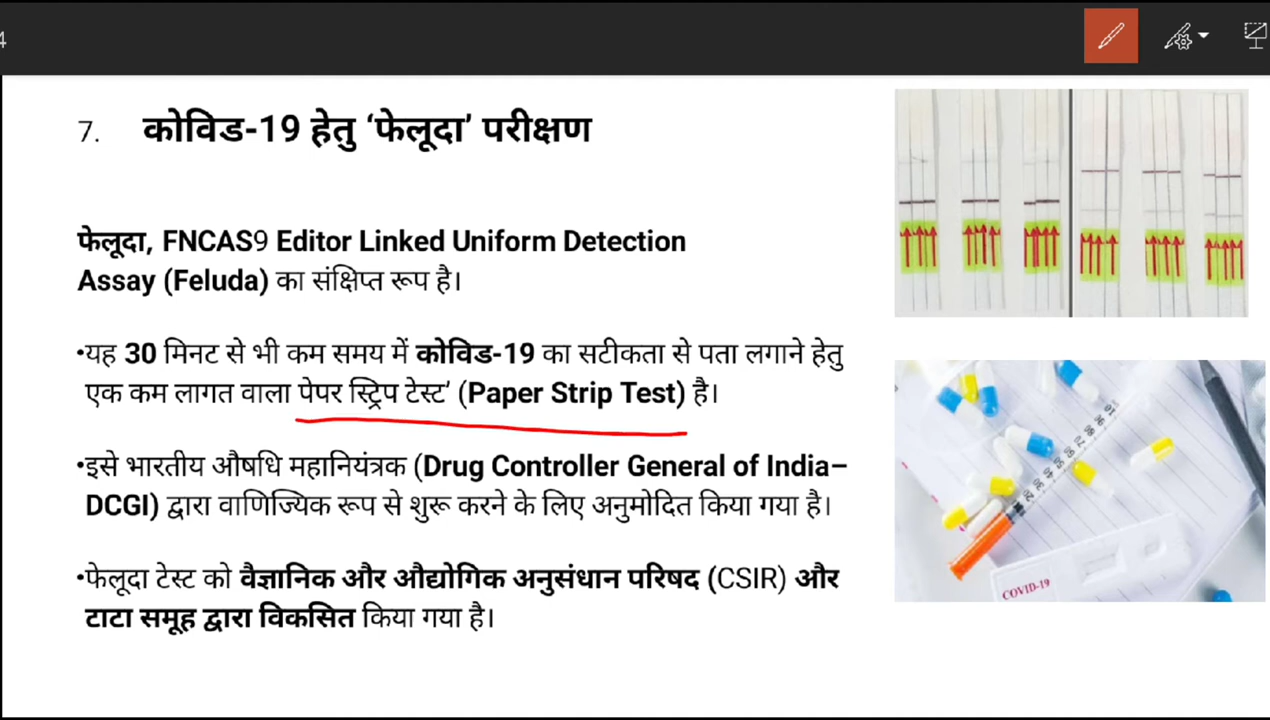 4
7. कोविड-19 हेतु ‘फेलूदा’ परीक्षण
फेलूदा, FNCAS9 Editor Linked Uniform Detection
Assay (Feluda) का संक्षिप्त रूप है।
•यह 30 मिनट से भी कम समय में कोविड-19 का सटीकता से पता लगाने हेतु
एक कम लागत वाला पेपर स्ट्रिप टेस्ट’ (Paper Strip Test) है।
•इसे भारतीय औषधि महानियंत्रक (Drug Controller General of India–
DCGI) द्वारा वाणिज्यिक रूप से शुरू करने के लिए अनुमोदित किया गया है।
•फेलूदा टेस्ट को वैज्ञानिक और औद्योगिक अनुसंधान परिषद (CSIR) और
टाटा समूह द्वारा विकसित किया गया है।
COVID-19